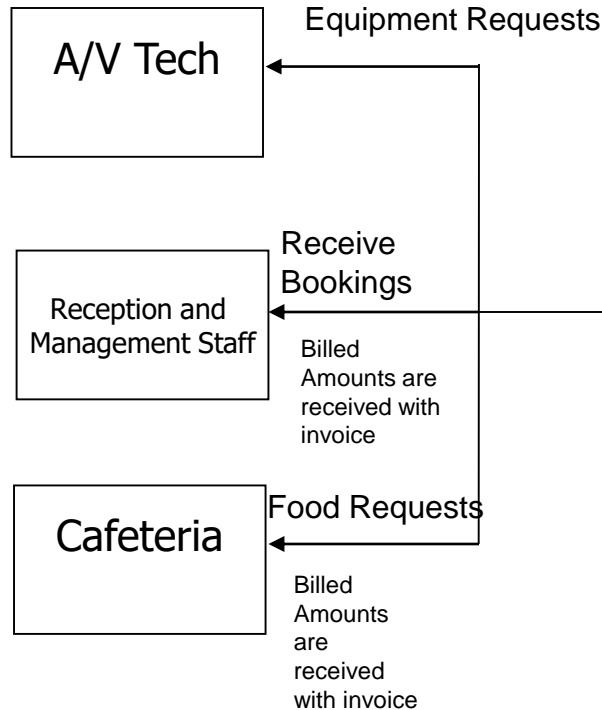 Equipment Requests
A/V Tech
Receive
Bookings
Reception and
Management Staff
Billed
Amounts are
received with
invoice
Food Requests
Cafeteria
Billed
Amounts
are
received
with invoice